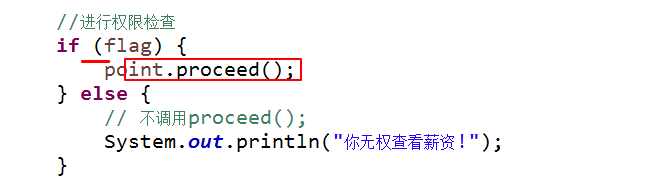 //进行权限检查
if (flag) {
point.proceed();
} else {
// 不调用proceed();
System.out.println("你无权查看薪资!");
}